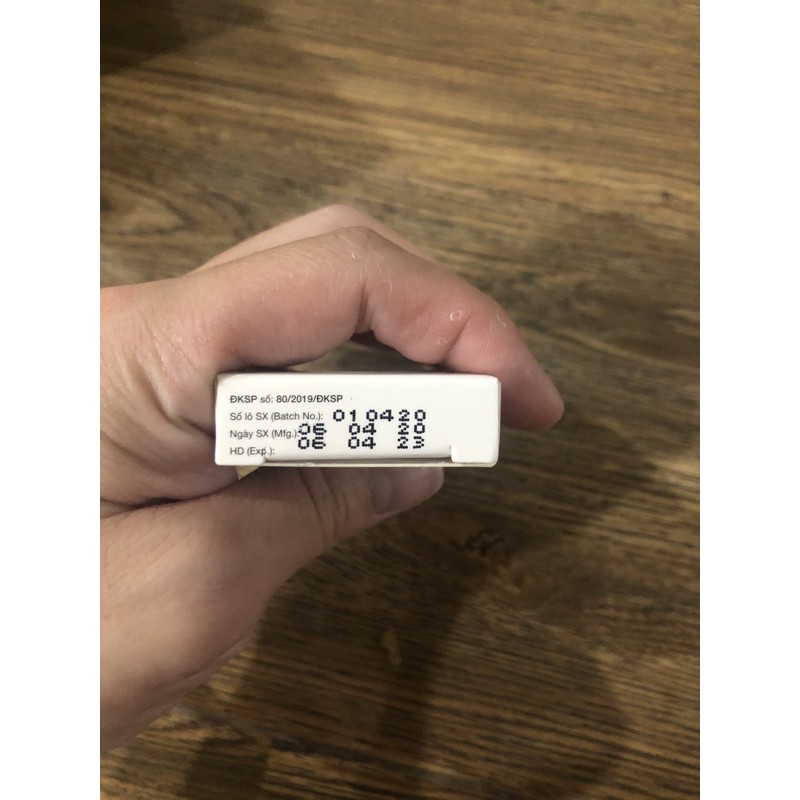 ĐKSP số: 80/2019/ĐKSP
Số lô SX (Batch No.): 010420
Ngày SX (Mfg.): 06 04 20
HD (Exp.): 06 04 23